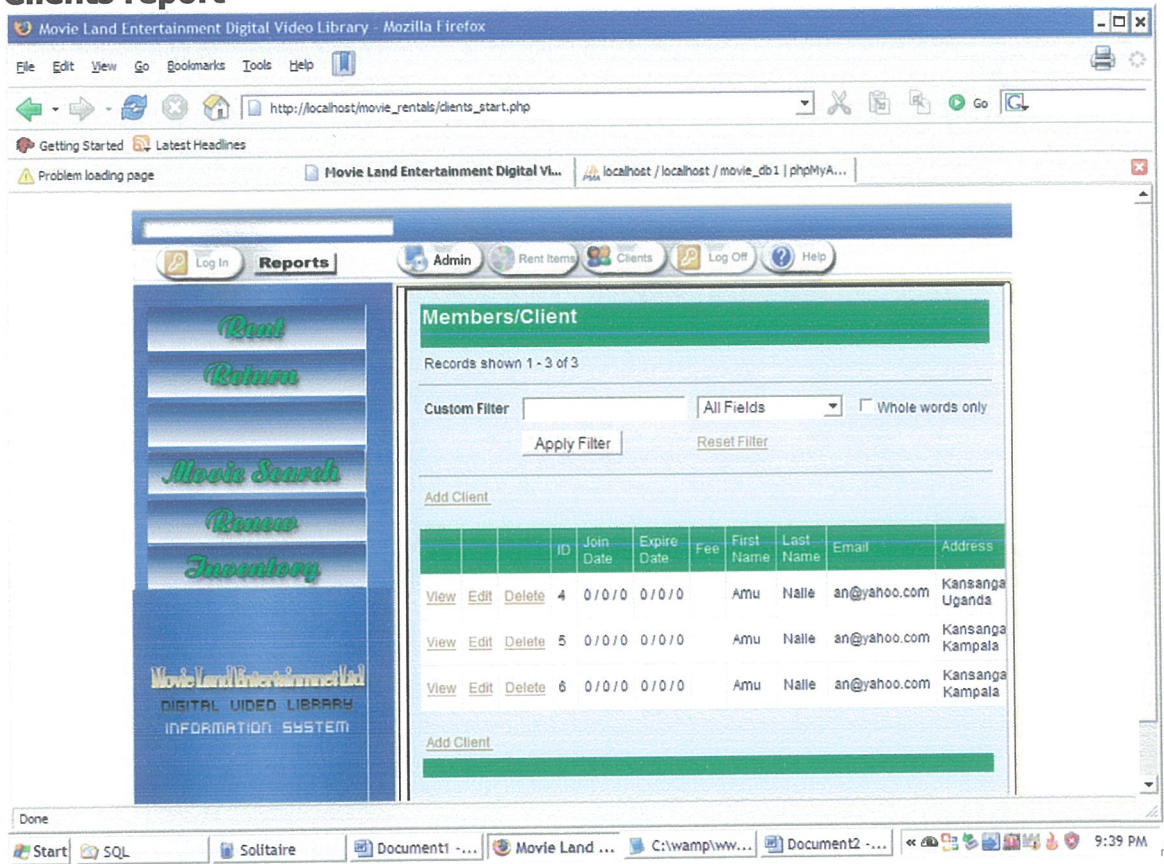 Clients report
Movie Land Entertainment Digital Video Library - Mozilla Firefox
File Edit View Go Bookmarks Tools Help
http://localhost/movie_rentals/clients_start.php Go
Getting Started Latest Headlines
Problem loading page Movie Land Entertainment Digital Vi... localhost / localhost / movie_db1 | phpMyA...
Log In Reports Admin Rent Items Clients Log Off Help
Rent
Return
Movie Search
Renew
Inventory
Movie Land Entertainmnet Ltd
DIGITAL VIDEO LIBRARY
INFORMATION SYSTEM
Members/Client
Records shown 1 - 3 of 3
Custom Filter All Fields Whole words only
Apply Filter Reset Filter
Add Client
ID Join Date Expire Date Fee First Name Last Name Email Address
View Edit Delete 4 0/0/0 0/0/0 Amu Nalle an@yahoo.com Kansanga Uganda
View Edit Delete 5 0/0/0 0/0/0 Amu Nalle an@yahoo.com Kansanga Kampala
View Edit Delete 6 0/0/0 0/0/0 Amu Nalle an@yahoo.com Kansanga Kampala
Add Client
Done
Start SQL Solitaire Document1 -... Movie Land ... C:\wamp\ww... Document2 -... 9:39 PM